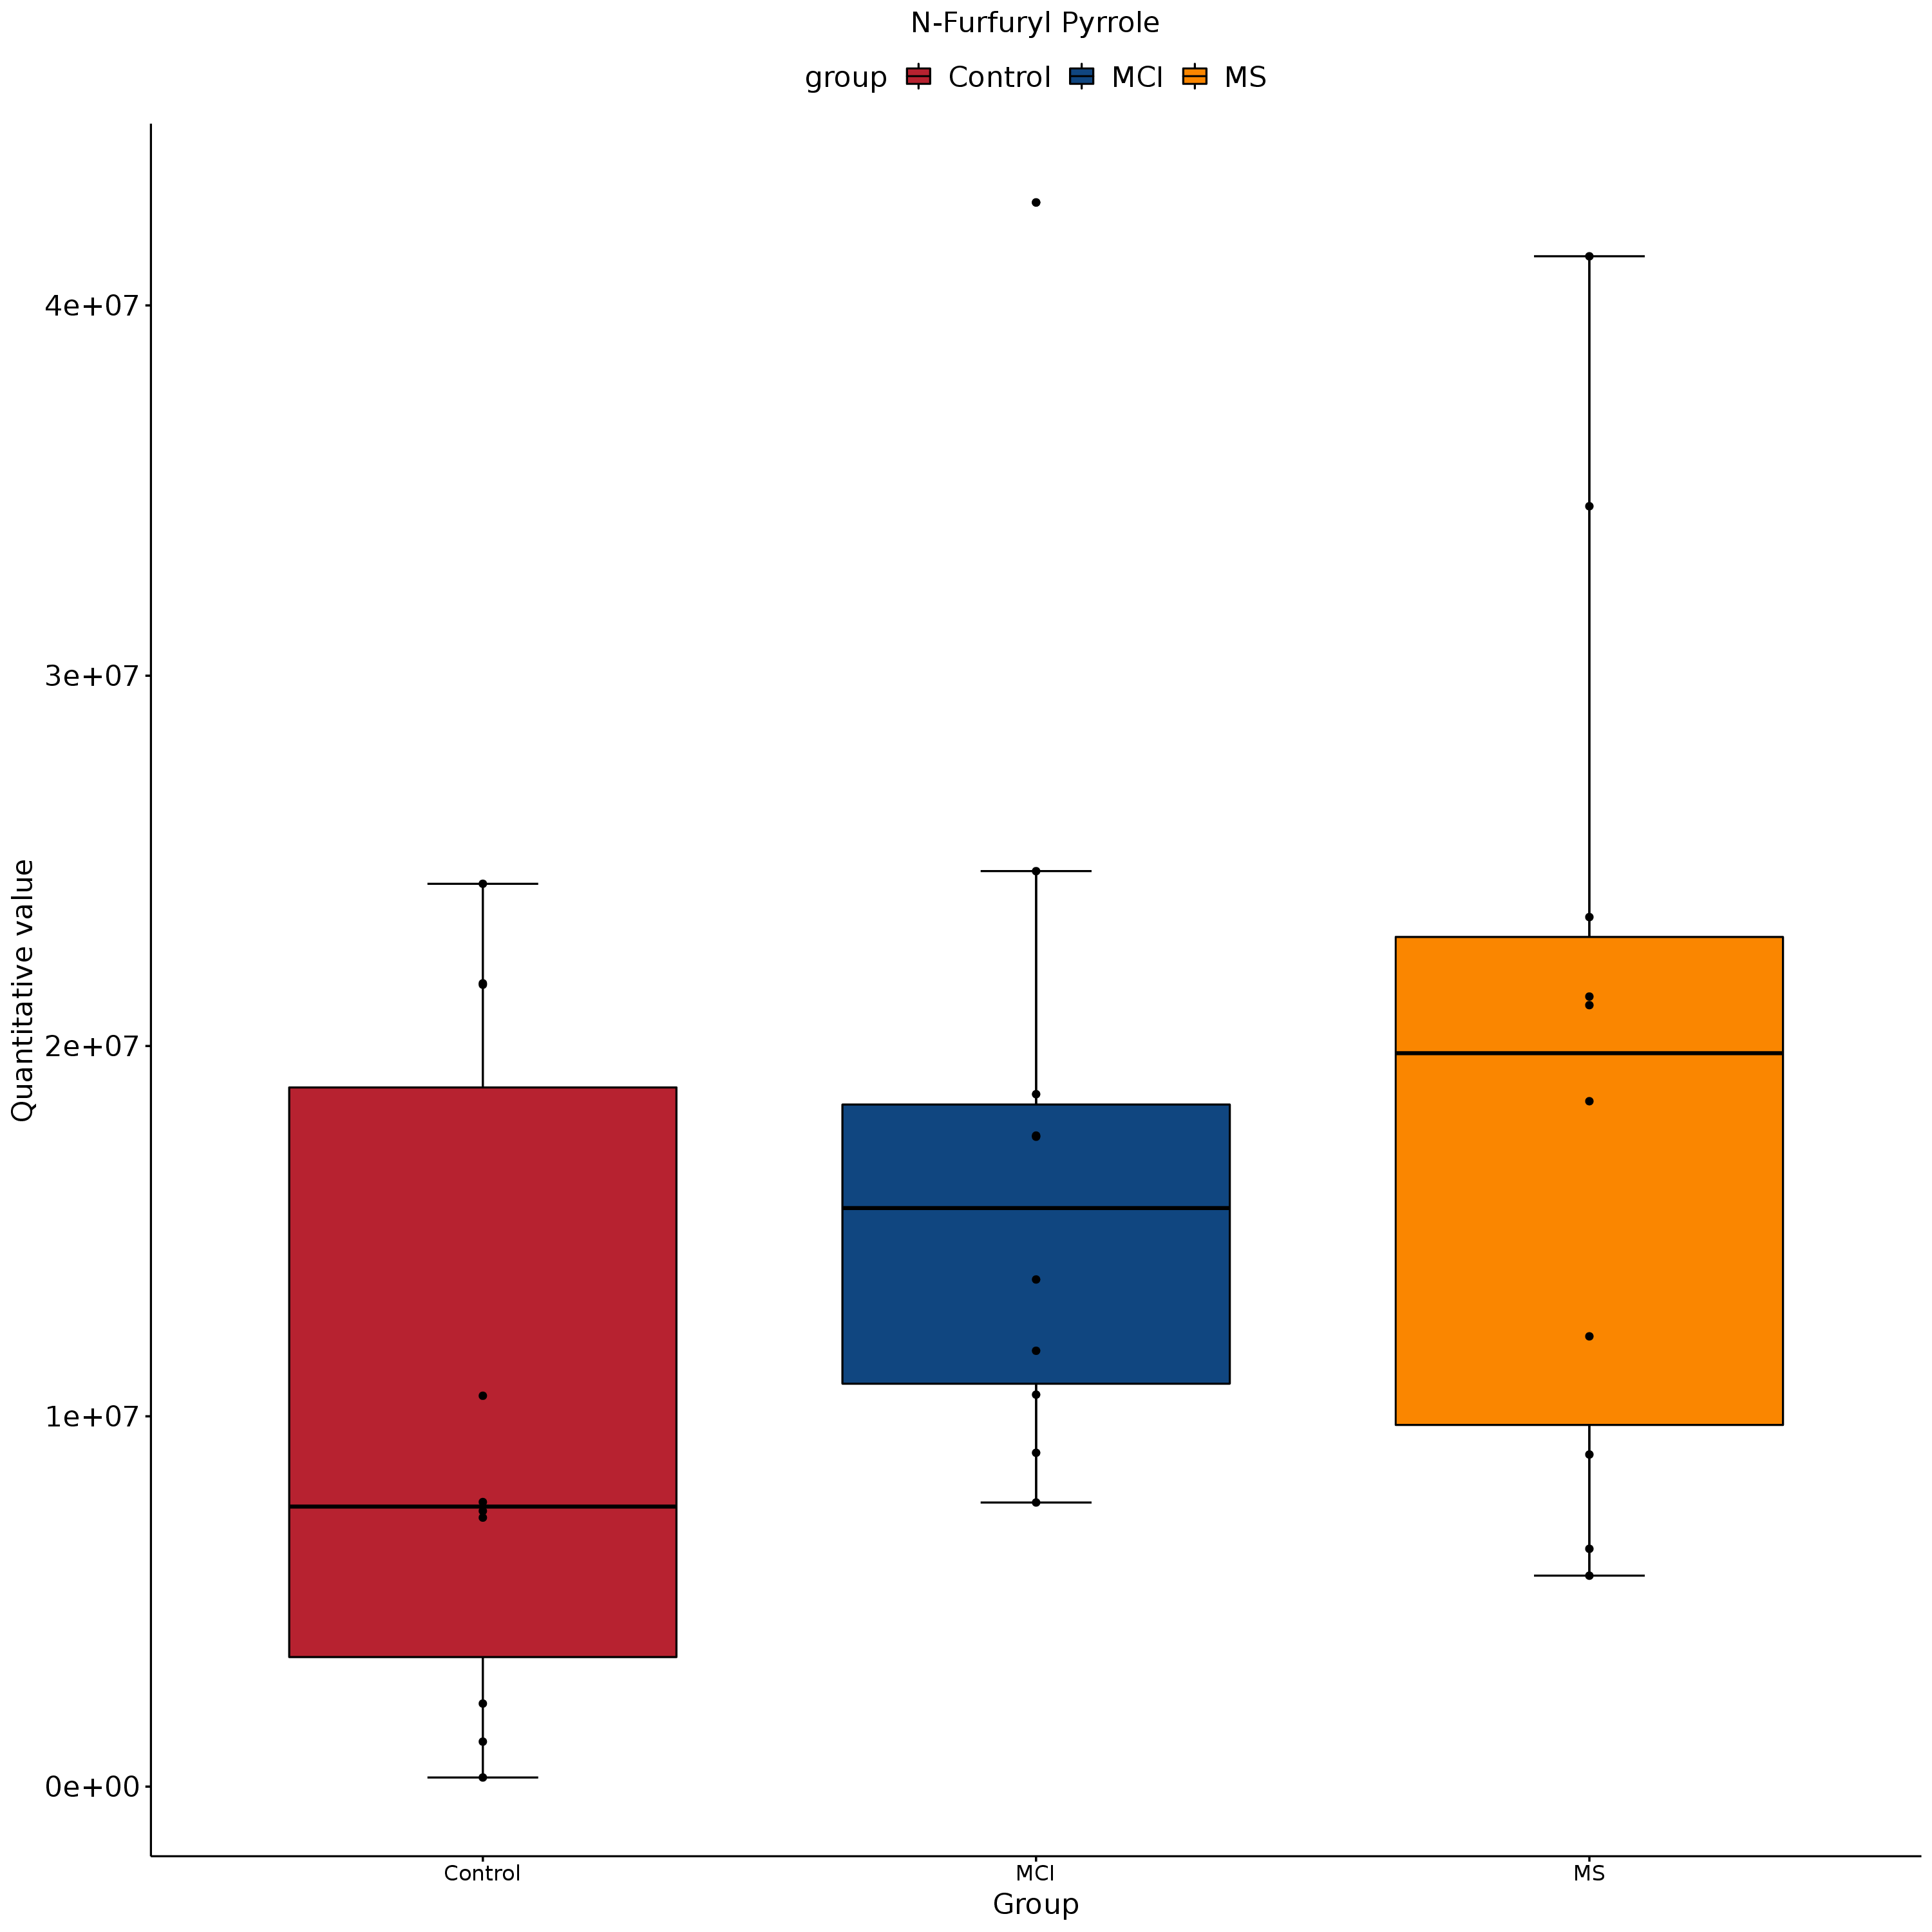 N-Furfuryl Pyrrole
group Control MCI MS
4e+07
3e+07
2e+07
1e+07
0e+00
Quantitative value
Control MCI MS
Group